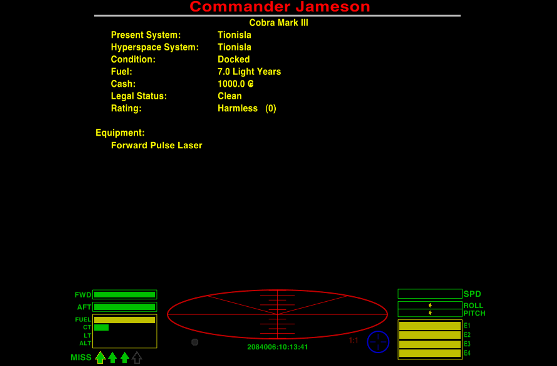 Commander Jameson
Cobra Mark III
Present System: Tionisla
Hyperspace System: Tionisla
Condition: Docked
Fuel: 7.0 Light Years
Cash: 1000.0 ₢
Legal Status: Clean
Rating: Harmless (0)
Equipment:
Forward Pulse Laser
FWD
AFT
FUEL
CT
LT
ALT
MISS
2084006:10:13:41
1:1
SPD
ROLL
PITCH
E1
E2
E3
E4